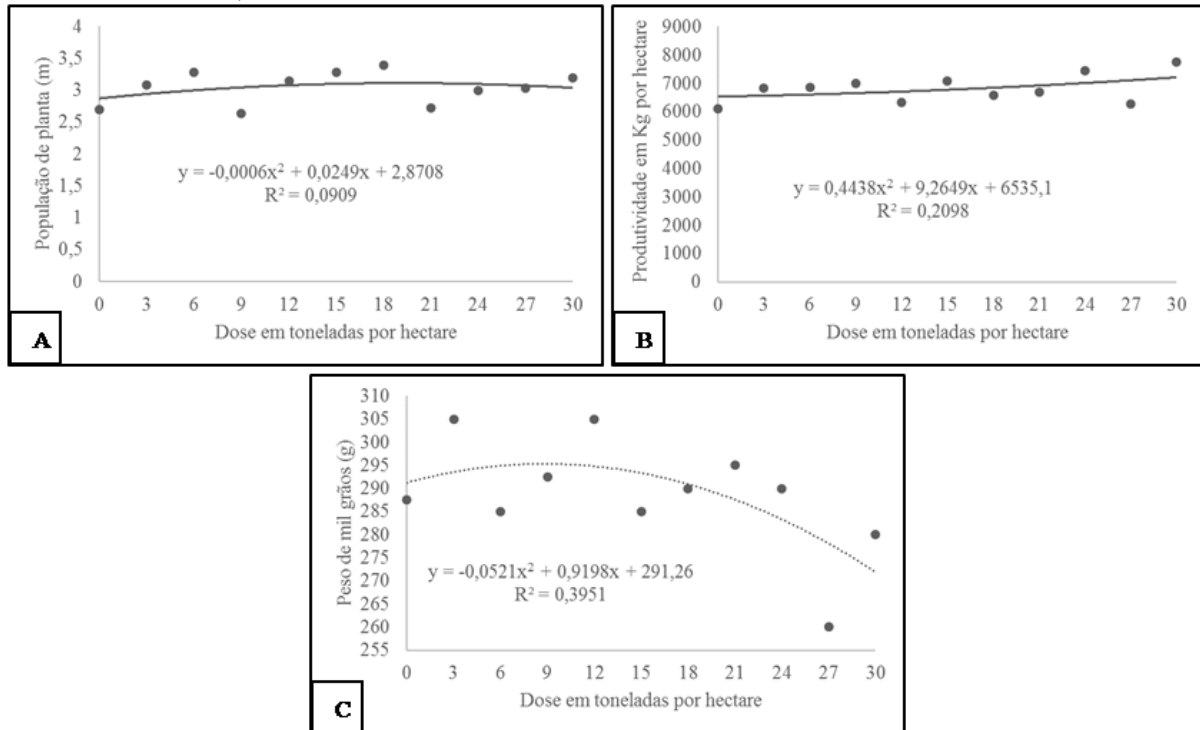 População de planta (m)
4
3,5
3
2,5
2
1,5
1
0,5
0
y = -0,0006x² + 0,0249x + 2,8708
R² = 0,0909
0 3 6 9 12 15 18 21 24 27 30
Dose em toneladas por hectare
A
Produtividade em Kg por hectare
9000
8000
7000
6000
5000
4000
3000
2000
1000
0
y = 0,4438x² + 9,2649x + 6535,1
R² = 0,2098
0 3 6 9 12 15 18 21 24 27 30
Dose em toneladas por hectare
B
Peso de mil grãos (g)
310
305
300
295
290
285
280
275
270
265
260
255
y = -0,0521x² + 0,9198x + 291,26
R² = 0,3951
0 3 6 9 12 15 18 21 24 27 30
Dose em toneladas por hectare
C